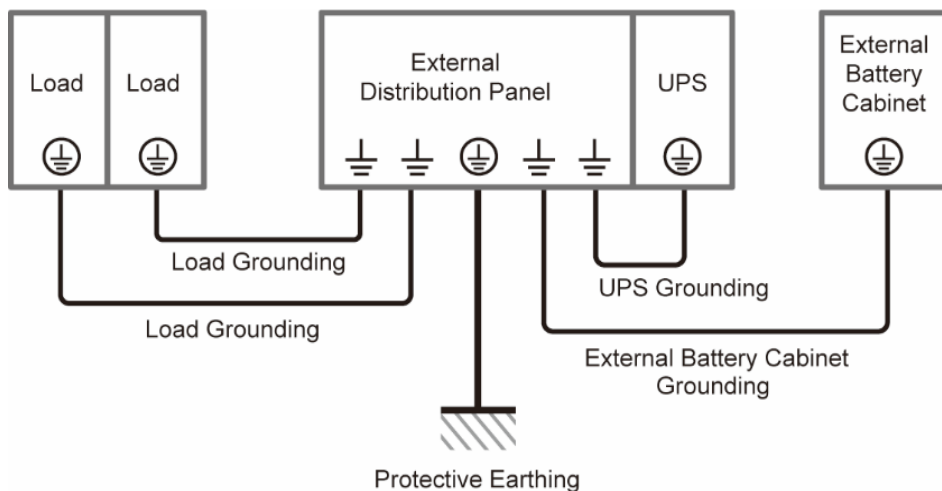 Load
Load
External
Distribution Panel
UPS
External
Battery
Cabinet
Load Grounding
Load Grounding
UPS Grounding
External Battery Cabinet
Grounding
Protective Earthing